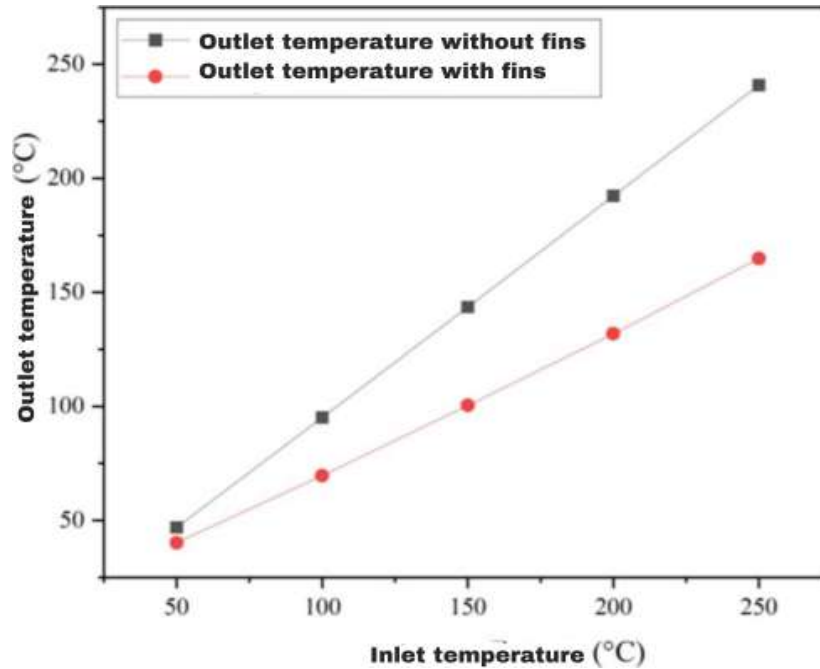 Outlet temperature without fins
Outlet temperature with fins
Outlet temperature (°C)
250
200
150
100
50
50 100 150 200 250
Inlet temperature (°C)